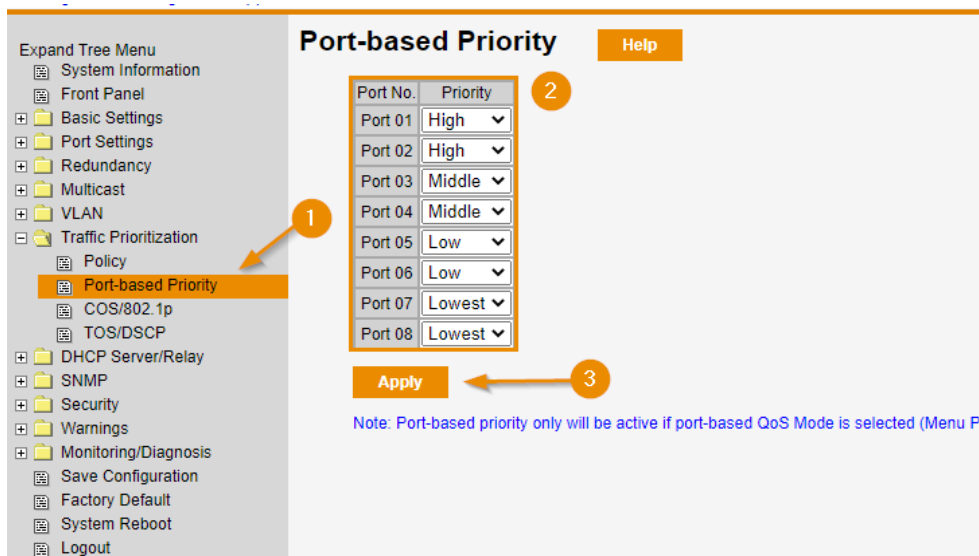 Expand Tree Menu
System Information
Front Panel
Basic Settings
Port Settings
Redundancy
Multicast
VLAN
Traffic Prioritization
Policy
Port-based Priority
COS/802.1p
TOS/DSCP
DHCP Server/Relay
SNMP
Security
Warnings
Monitoring/Diagnosis
Save Configuration
Factory Default
System Reboot
Logout
1
Port-based Priority Help
Port No. Priority
2
Port 01 High
Port 02 High
Port 03 Middle
Port 04 Middle
Port 05 Low
Port 06 Low
Port 07 Lowest
Port 08 Lowest
Apply
3
Note: Port-based priority only will be active if port-based QoS Mode is selected (Menu P